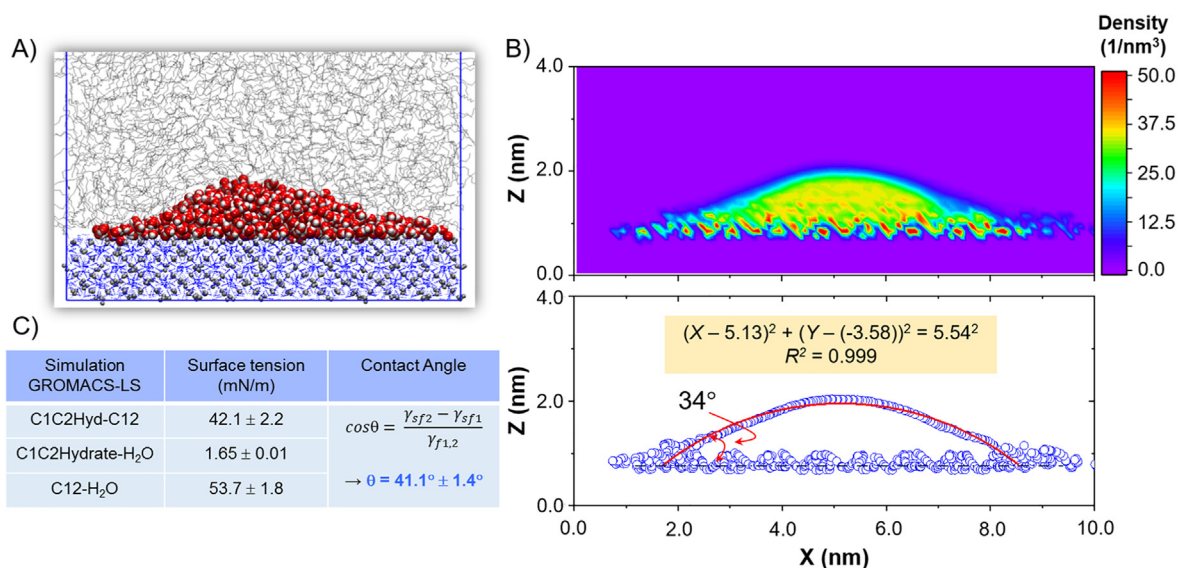 A)
B)
Density
(1/nm³)
50.0
37.5
25.0
12.5
0.0
4.0
2.0
0.0
Z (nm)
C)
Simulation
GROMACS-LS
Surface tension
(mN/m)
Contact Angle
C1C2Hyd-C12
42.1 ± 2.2
C1C2Hydrate-H₂O
1.65 ± 0.01
C12-H₂O
53.7 ± 1.8
cosθ = (γsf2 − γsf1) / γf1,2
→ θ = 41.1° ± 1.4°
4.0
2.0
0.0
Z (nm)
(X – 5.13)² + (Y – (-3.58))² = 5.54²
R² = 0.999
34°
0.0 2.0 4.0 6.0 8.0 10.0
X (nm)